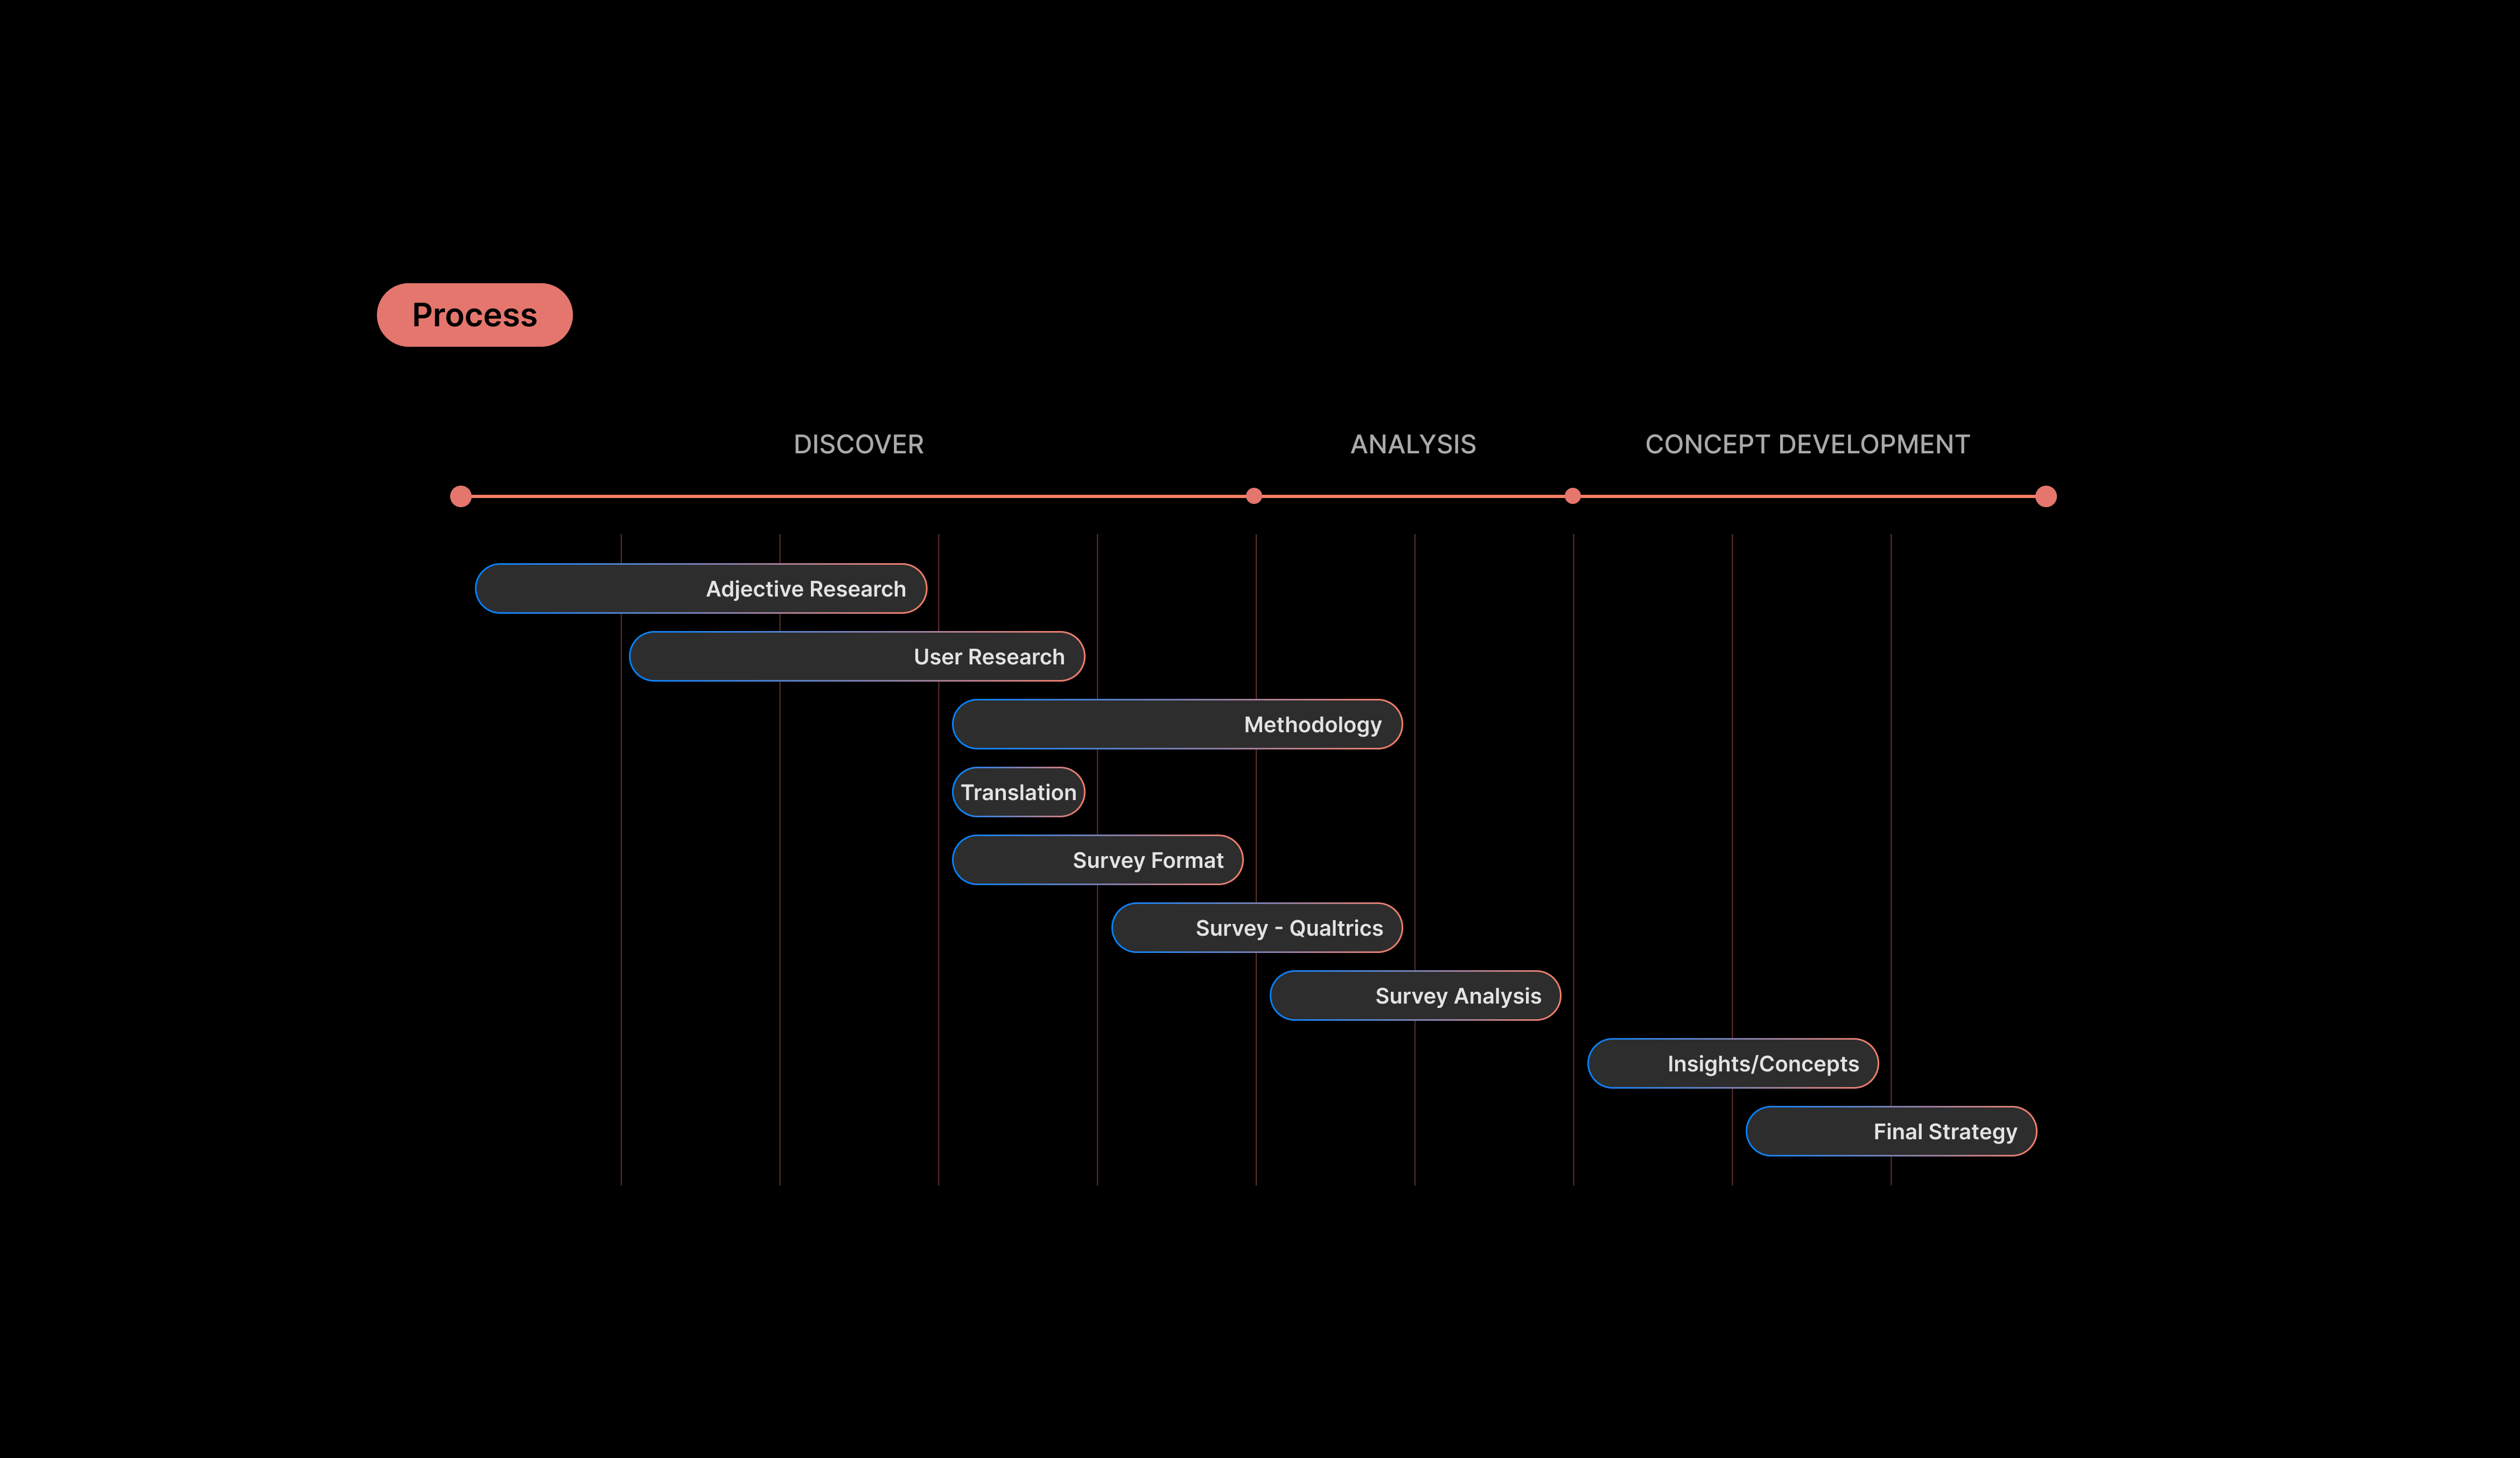 Process
DISCOVER
ANALYSIS
CONCEPT DEVELOPMENT
Adjective Research
User Research
Methodology
Translation
Survey Format
Survey - Qualtrics
Survey Analysis
Insights/Concepts
Final Strategy